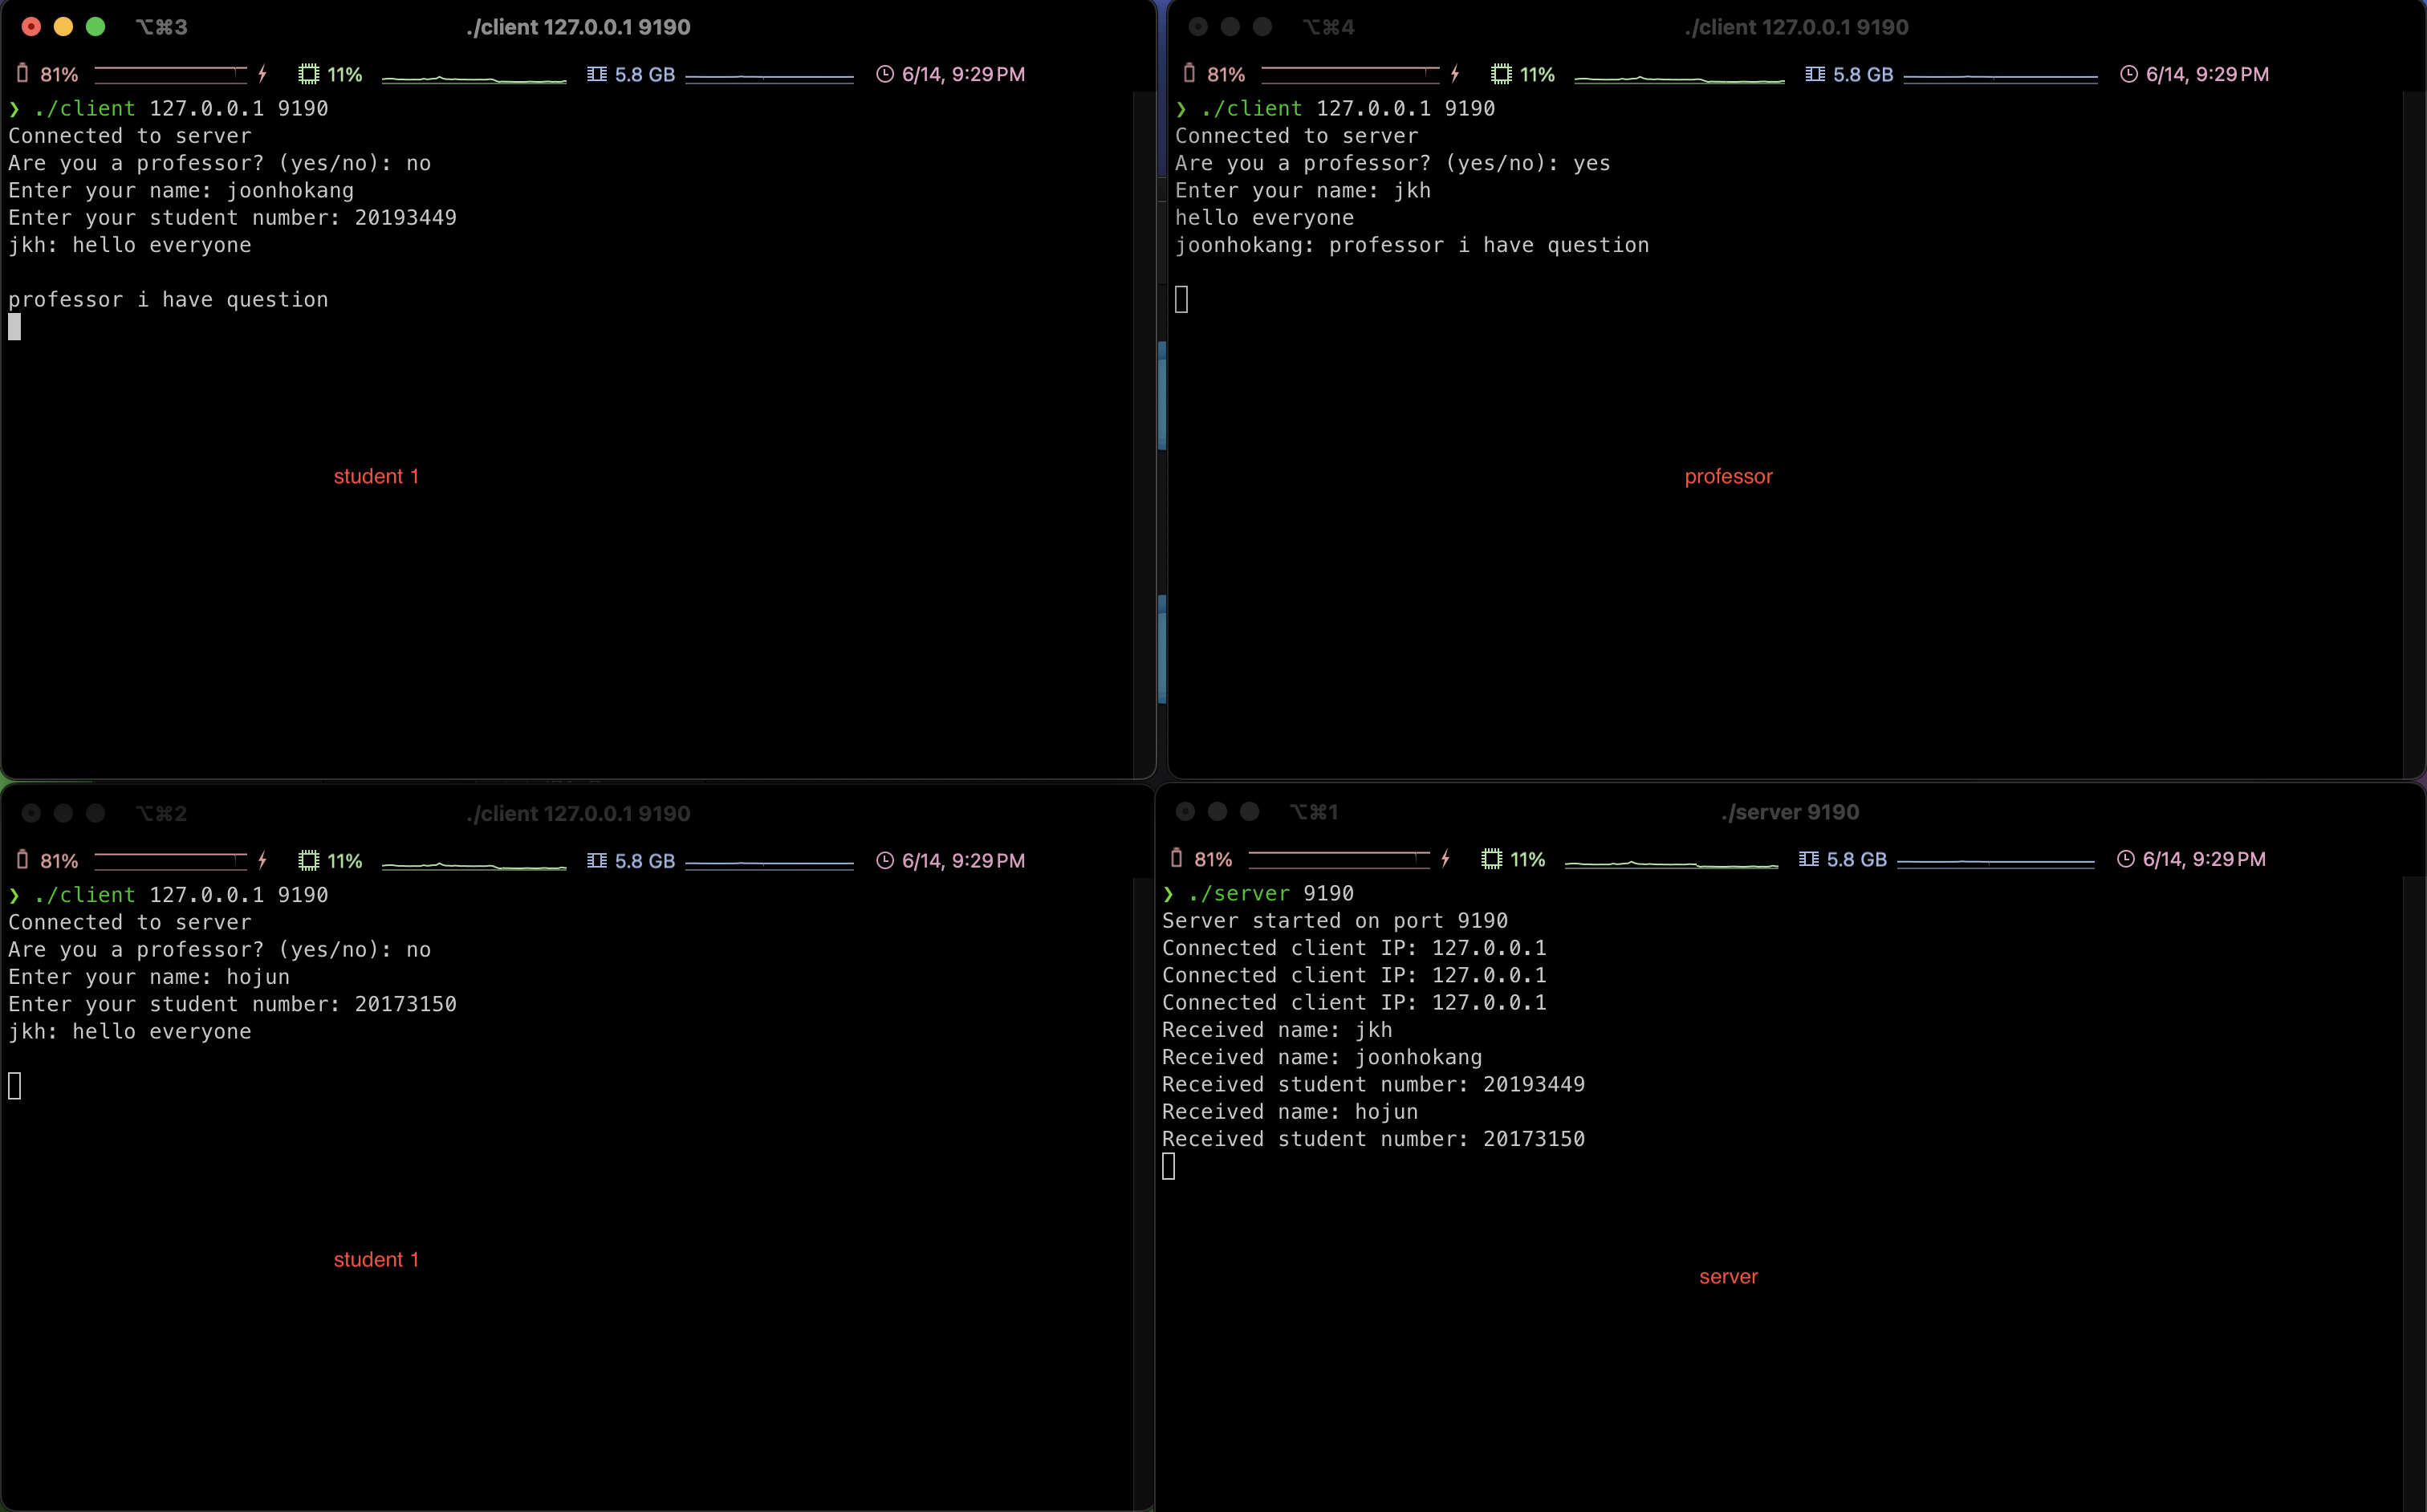 ⌥⌘3 ./client 127.0.0.1 9190
81% 11% 5.8 GB 6/14, 9:29 PM
❯ ./client 127.0.0.1 9190
Connected to server
Are you a professor? (yes/no): no
Enter your name: joonhokang
Enter your student number: 20193449
jkh: hello everyone
professor i have question
student 1
⌥⌘4 ./client 127.0.0.1 9190
81% 11% 5.8 GB 6/14, 9:29 PM
❯ ./client 127.0.0.1 9190
Connected to server
Are you a professor? (yes/no): yes
Enter your name: jkh
hello everyone
joonhokang: professor i have question
professor
⌥⌘2 ./client 127.0.0.1 9190
81% 11% 5.8 GB 6/14, 9:29 PM
❯ ./client 127.0.0.1 9190
Connected to server
Are you a professor? (yes/no): no
Enter your name: hojun
Enter your student number: 20173150
jkh: hello everyone
student 1
⌥⌘1 ./server 9190
81% 11% 5.8 GB 6/14, 9:29 PM
❯ ./server 9190
Server started on port 9190
Connected client IP: 127.0.0.1
Connected client IP: 127.0.0.1
Connected client IP: 127.0.0.1
Received name: jkh
Received name: joonhokang
Received student number: 20193449
Received name: hojun
Received student number: 20173150
server